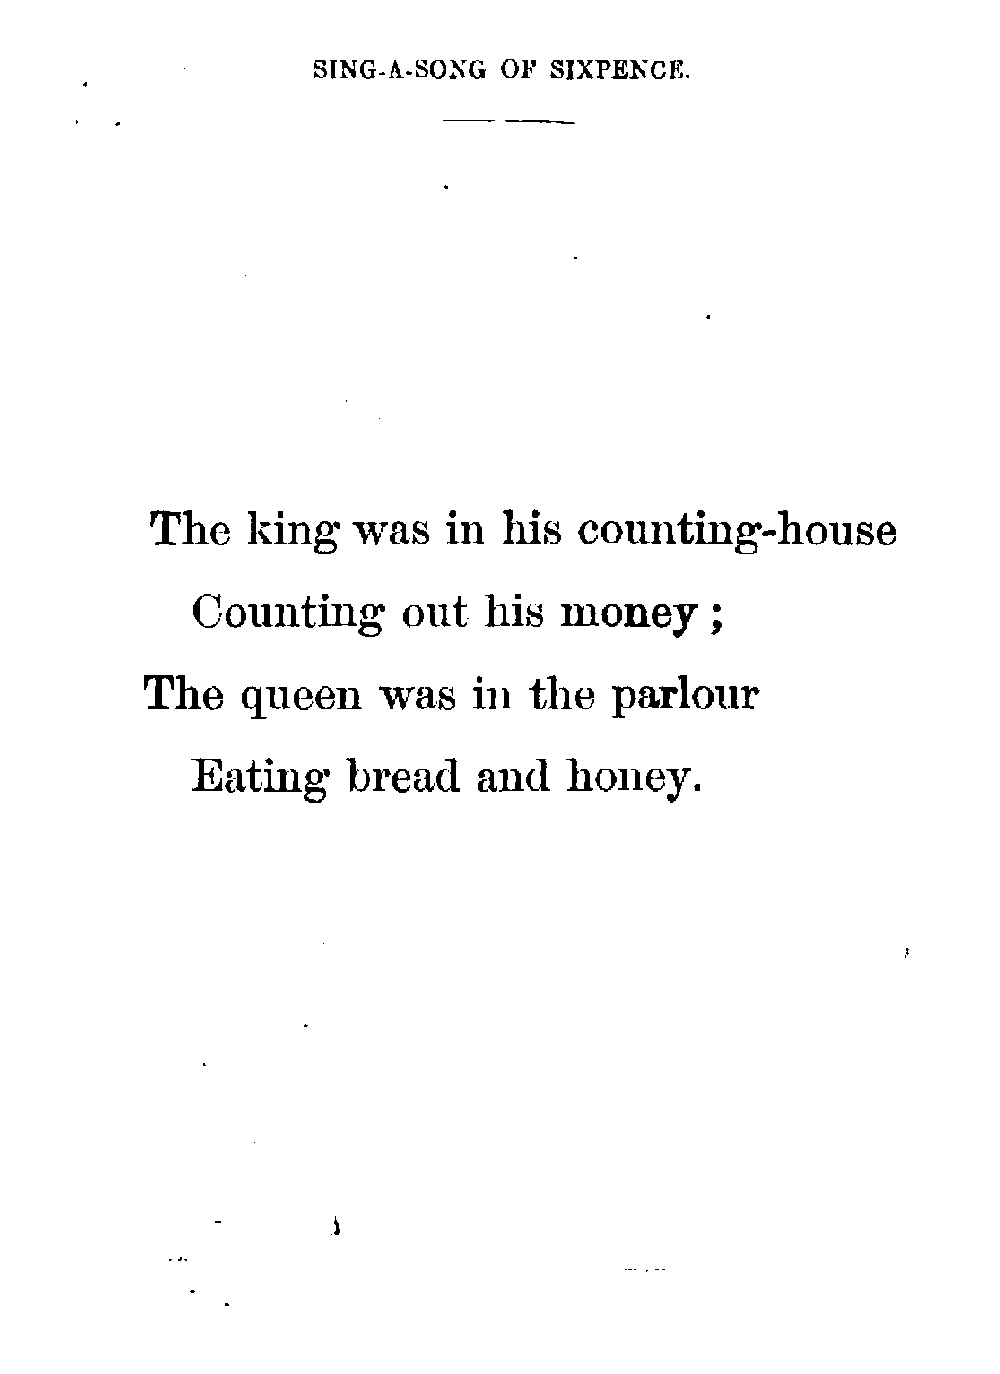 SING-A-SONG OF SIXPENCE.
The king was in his counting-house
Counting out his money ;
The queen was in the parlour
Eating bread and honey.